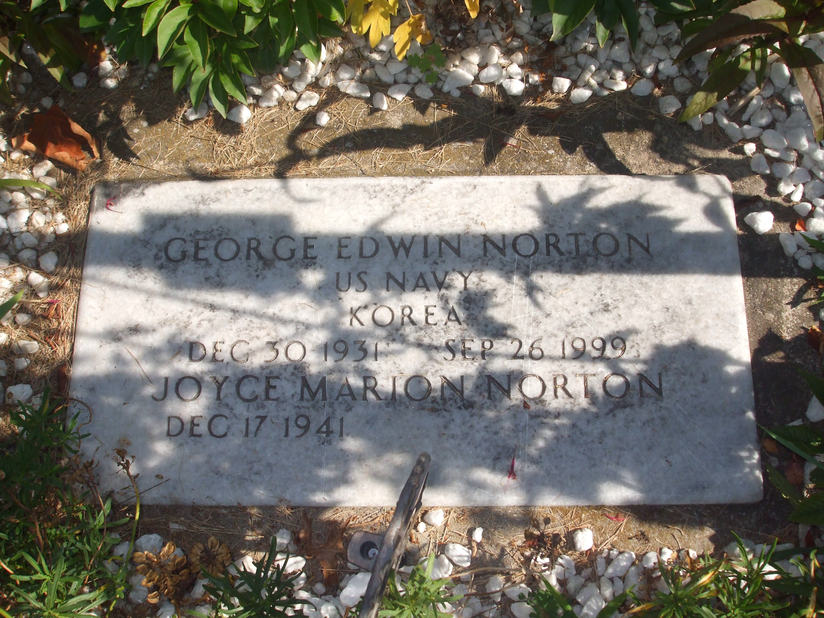 GEORGE EDWIN NORTON
US NAVY
KOREA
DEC 30 1931 SEP 26 1999
JOYCE MARION NORTON
DEC 17 1941